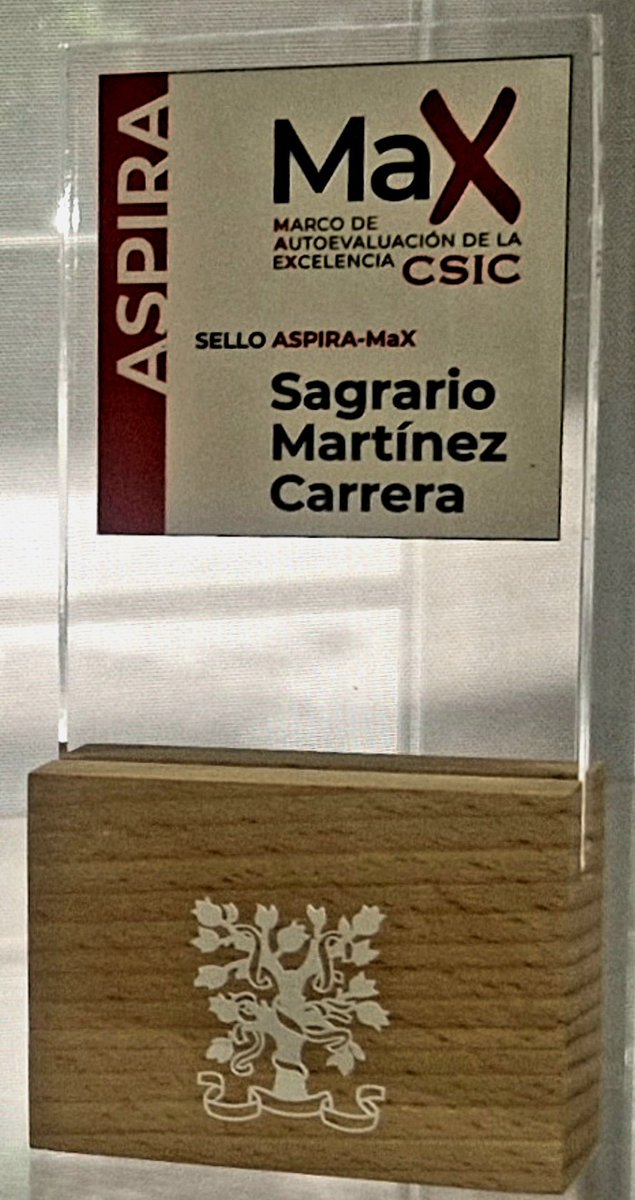 ASPIRA
MaX
MARCO DE
AUTOEVALUACIÓN DE LA
EXCELENCIA CSIC
SELLO ASPIRA-MaX
Sagrario
Martínez
Carrera